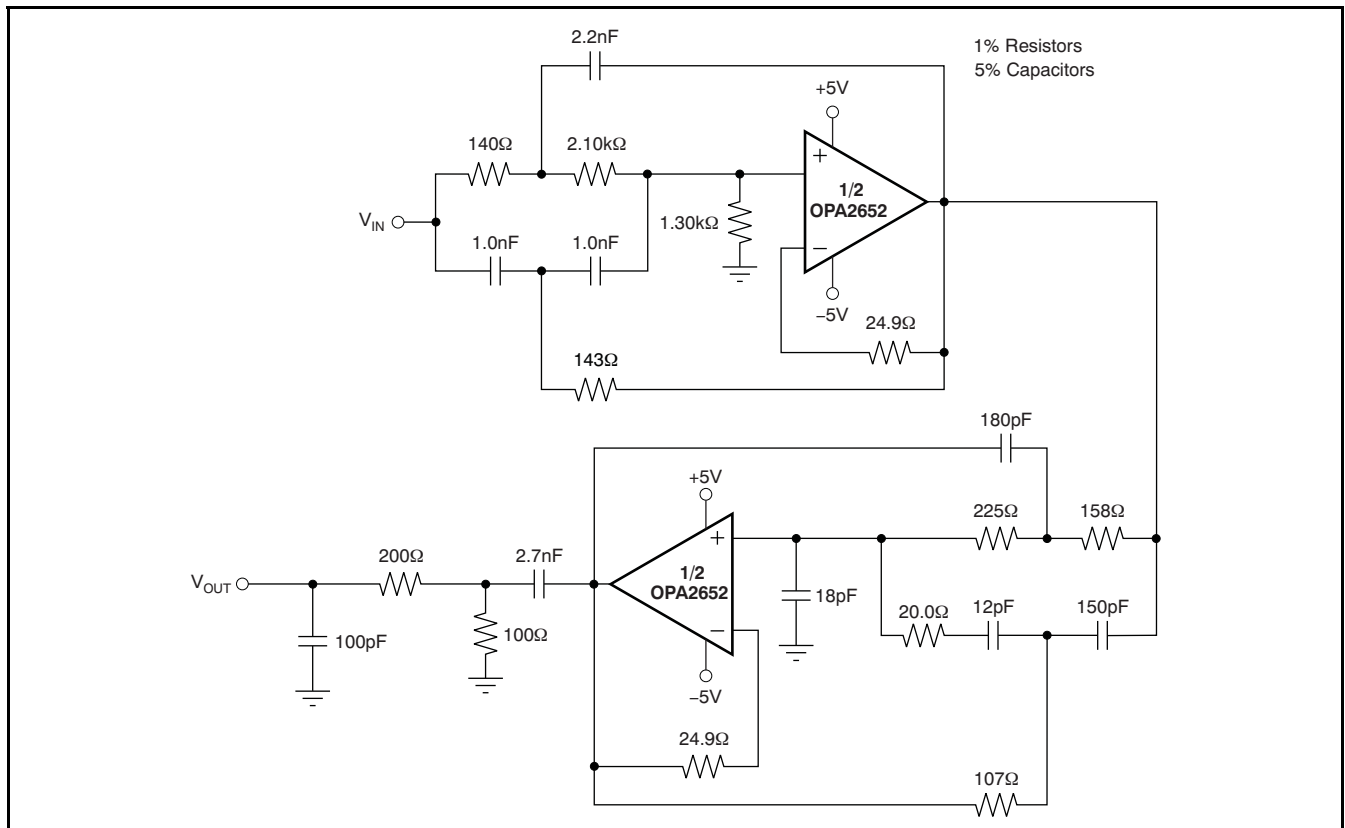 2.2nF
1% Resistors
5% Capacitors
+5V
140Ω
2.10kΩ
+
1/2
OPA2652
1.30kΩ
VIN
1.0nF
1.0nF
−
−5V
24.9Ω
143Ω
180pF
+5V
225Ω
158Ω
+
200Ω
2.7nF
1/2
OPA2652
VOUT
18pF
20.0Ω
12pF
150pF
−
100pF
100Ω
−5V
24.9Ω
107Ω